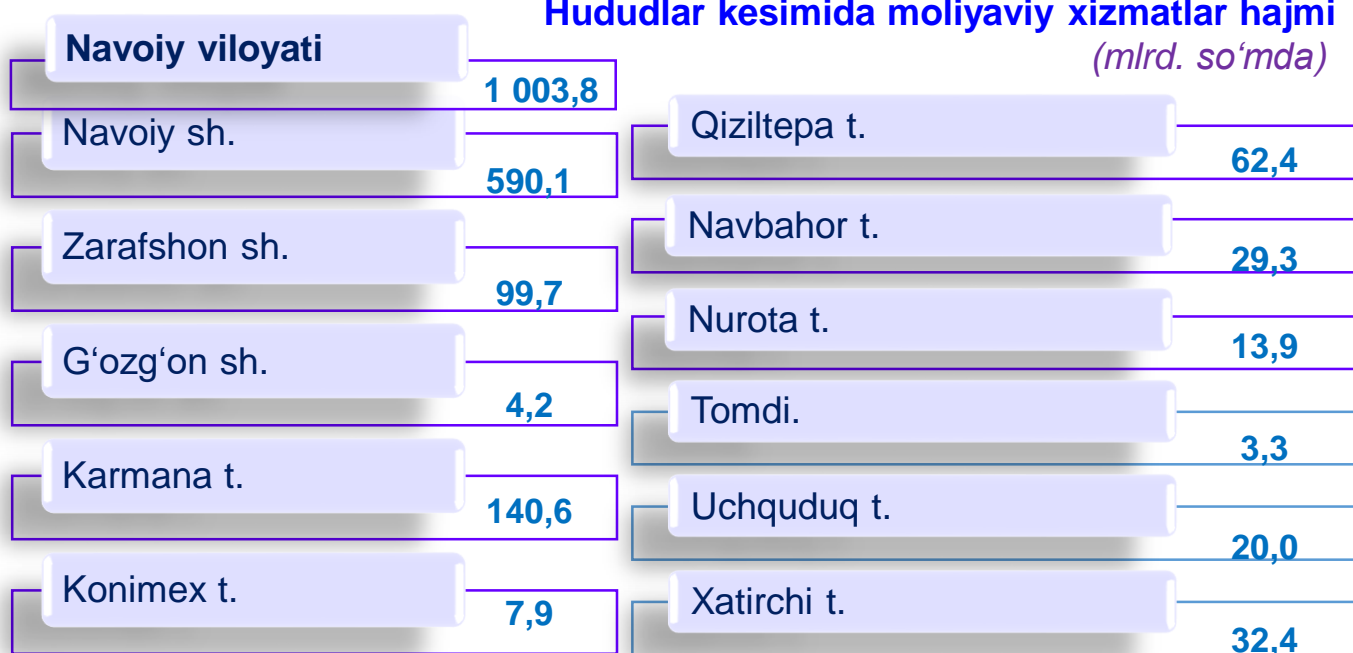 Hududlar kesimida moliyaviy xizmatlar hajmi
(mlrd. so‘mda)
Navoiy viloyati
1 003,8
Navoiy sh.
590,1
Zarafshon sh.
99,7
G‘ozg‘on sh.
4,2
Karmana t.
140,6
Konimex t.
7,9
Qiziltepa t.
62,4
Navbahor t.
29,3
Nurota t.
13,9
Tomdi.
3,3
Uchquduq t.
20,0
Xatirchi t.
32,4